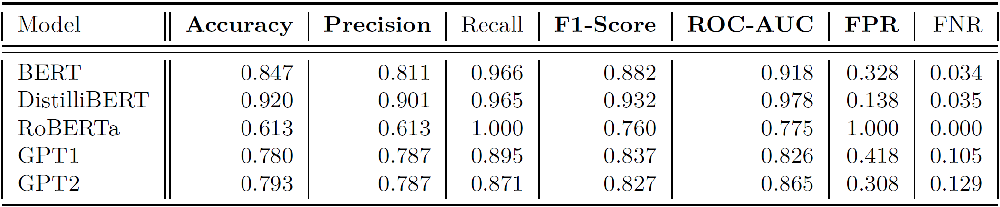 Model Accuracy Precision Recall F1-Score ROC-AUC FPR FNR
BERT 0.847 0.811 0.966 0.882 0.918 0.328 0.034
DistilliBERT 0.920 0.901 0.965 0.932 0.978 0.138 0.035
RoBERTa 0.613 0.613 1.000 0.760 0.775 1.000 0.000
GPT1 0.780 0.787 0.895 0.837 0.826 0.418 0.105
GPT2 0.793 0.787 0.871 0.827 0.865 0.308 0.129